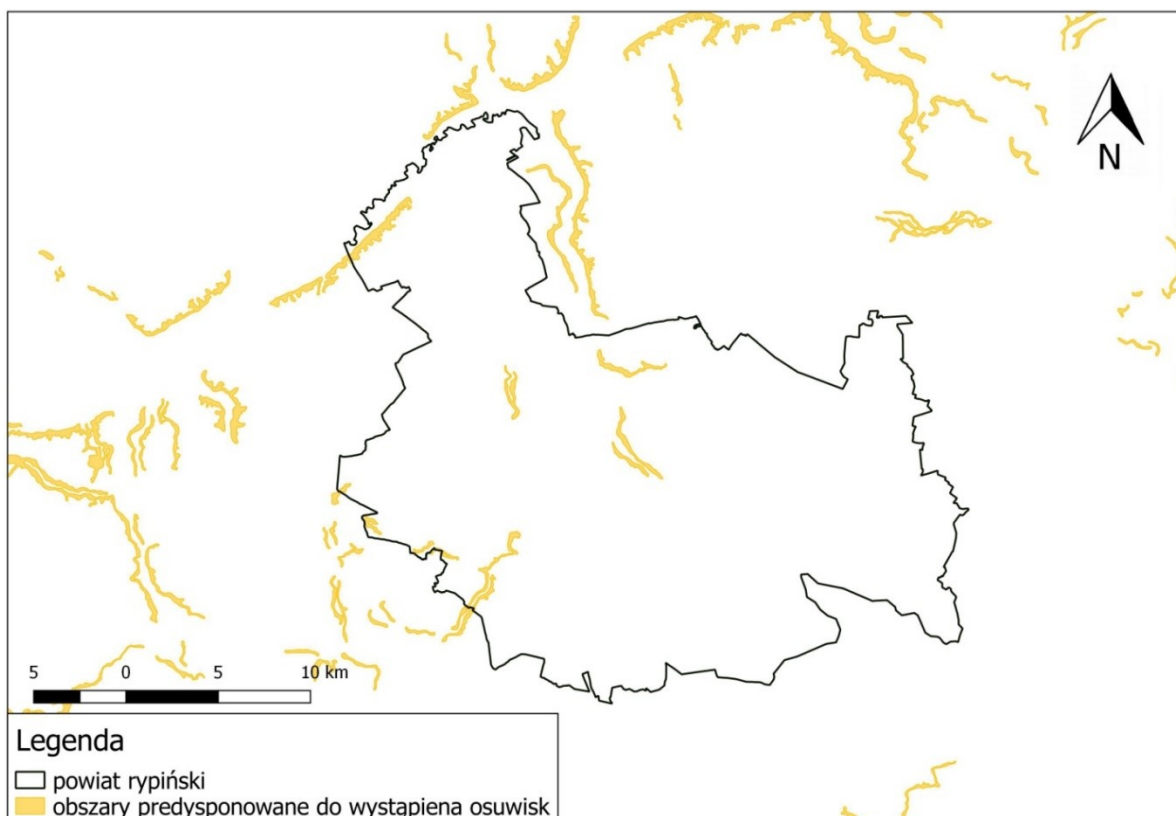 N
5 0 5 10 km
Legenda
powiat rypiński
obszary predysponowane do wystąpiena osuwisk